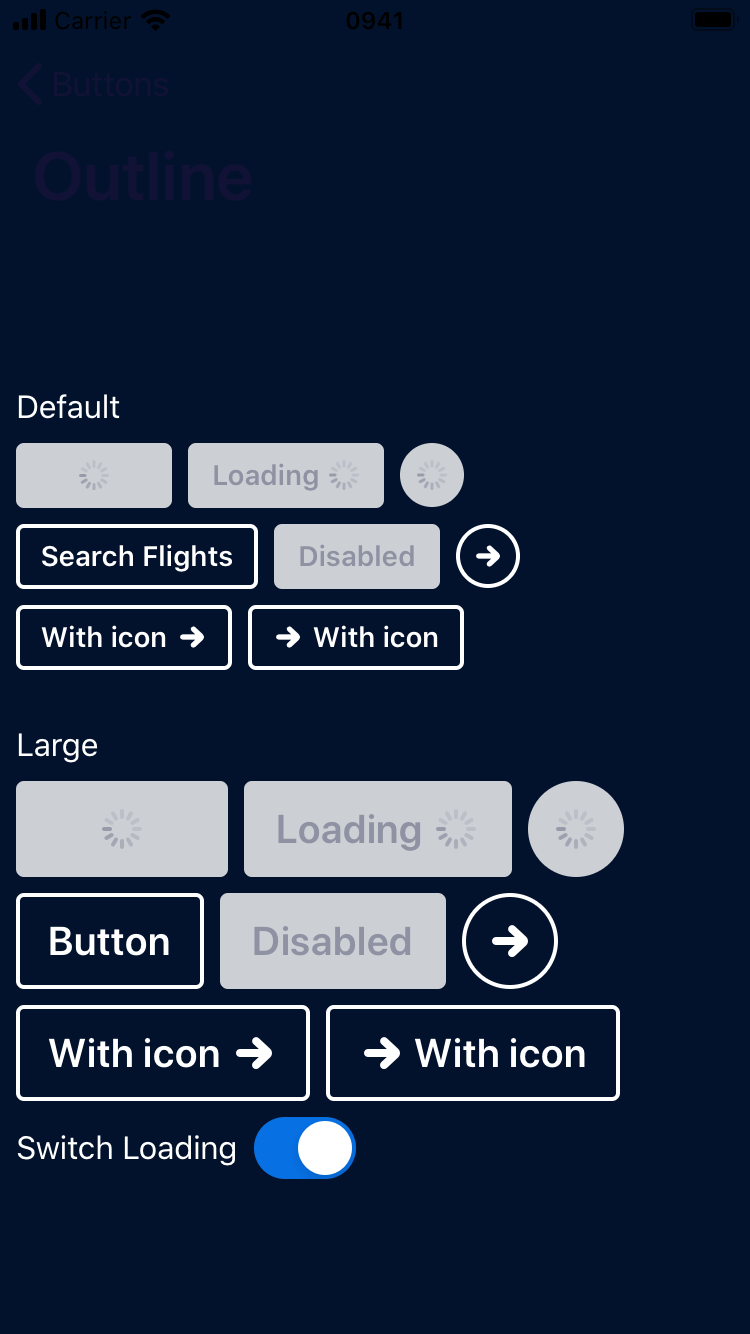 Carrier 0941
Buttons
Outline
Default
Loading
Search Flights Disabled
With icon With icon
Large
Loading
Button Disabled
With icon With icon
Switch Loading